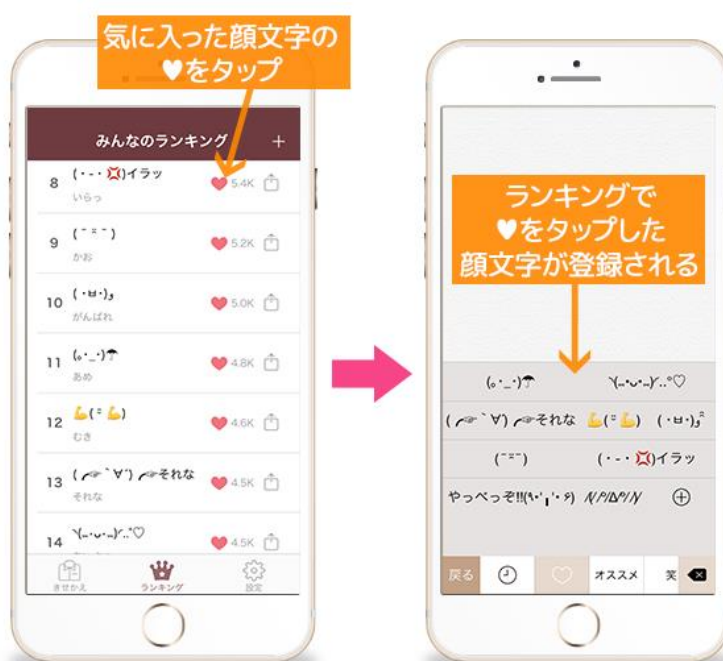 気に入った顔文字の
♥をタップ
みんなのランキング +
8 (・-・💢)イラッ ♥ 5.4K
いらっ
9 (¯ ⁼̈ ¯) ♥ 5.2K
かお
10 (・ㅂ・)و ♥ 5.0K
がんばれ
11 (。・_・)☂ ♥ 4.8K
あめ
12 💪(⁼̈💪) ♥ 4.6K
むき
13 (╭☞ ` ∀´)╭☞それな ♥ 4.5K
それな
14 ◝(⑅•ᴗ•⑅)◜..°♡ ♥ 4.5K
きせかえ ランキング 設定
ランキングで
♥をタップした
顔文字が登録される
(。・_・)☂ ◝(⑅•ᴗ•⑅)◜..°♡
(╭☞ ` ∀´)╭☞それな 💪(⁼̈💪) (・ㅂ・)و
(¯ ⁼̈ ¯) (・-・💢)イラッ
やっべっぞ!!(٩•'╻'• ۶)
戻る オススメ 笑